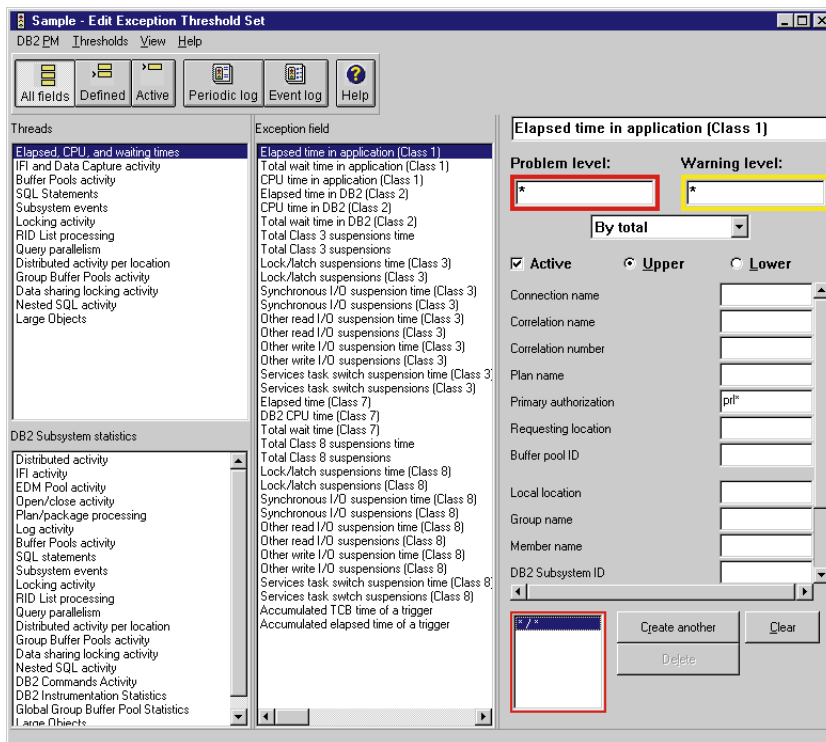 Sample - Edit Exception Threshold Set
DB2 PM Thresholds View Help
All fields Defined Active Periodic log Event log Help
Threads
Elapsed, CPU, and waiting times
IFI and Data Capture activity
Buffer Pools activity
SQL Statements
Subsystem events
Locking activity
RID List processing
Query parallelism
Distributed activity per location
Group Buffer Pools activity
Data sharing locking activity
Nested SQL activity
Large Objects
DB2 Subsystem statistics
Distributed activity
IFI activity
EDM Pool activity
Open/close activity
Plan/package processing
Log activity
Buffer Pools activity
SQL statements
Subsystem events
Locking activity
RID List processing
Query parallelism
Distributed activity per location
Group Buffer Pools activity
Data sharing locking activity
Nested SQL activity
DB2 Commands Activity
DB2 Instrumentation Statistics
Global Group Buffer Pool Statistics
Large Objects
Exception field
Elapsed time in application (Class 1)
Total wait time in application (Class 1)
CPU time in application (Class 1)
Elapsed time in DB2 (Class 2)
CPU time in DB2 (Class 2)
Total wait time in DB2 (Class 2)
Total Class 3 suspensions time
Total Class 3 suspensions
Lock/latch suspensions time (Class 3)
Lock/latch suspensions (Class 3)
Synchronous I/O suspension time (Class 3)
Synchronous I/O suspensions (Class 3)
Other read I/O suspension time (Class 3)
Other read I/O suspensions (Class 3)
Other write I/O suspension time (Class 3)
Other write I/O suspensions (Class 3)
Services task switch suspension time (Class 3)
Services task switch suspensions (Class 3)
Elapsed time (Class 7)
DB2 CPU time (Class 7)
Total wait time (Class 7)
Total Class 8 suspensions time
Total Class 8 suspensions
Lock/latch suspensions time (Class 8)
Lock/latch suspensions (Class 8)
Synchronous I/O suspension time (Class 8)
Synchronous I/O suspensions (Class 8)
Other read I/O suspension time (Class 8)
Other read I/O suspensions (Class 8)
Other write I/O suspension time (Class 8)
Other write I/O suspensions (Class 8)
Services task switch suspension time (Class 8)
Services task swtch suspensions (Class 8)
Accumulated TCB time of a trigger
Accumulated elapsed time of a trigger
Elapsed time in application (Class 1)
Problem level: Warning level:
* *
By total
Active Upper Lower
Connection name
Correlation name
Correlation number
Plan name
Primary authorization prl*
Requesting location
Buffer pool ID
Local location
Group name
Member name
DB2 Subsystem ID
* / *
Create another Clear
Delete